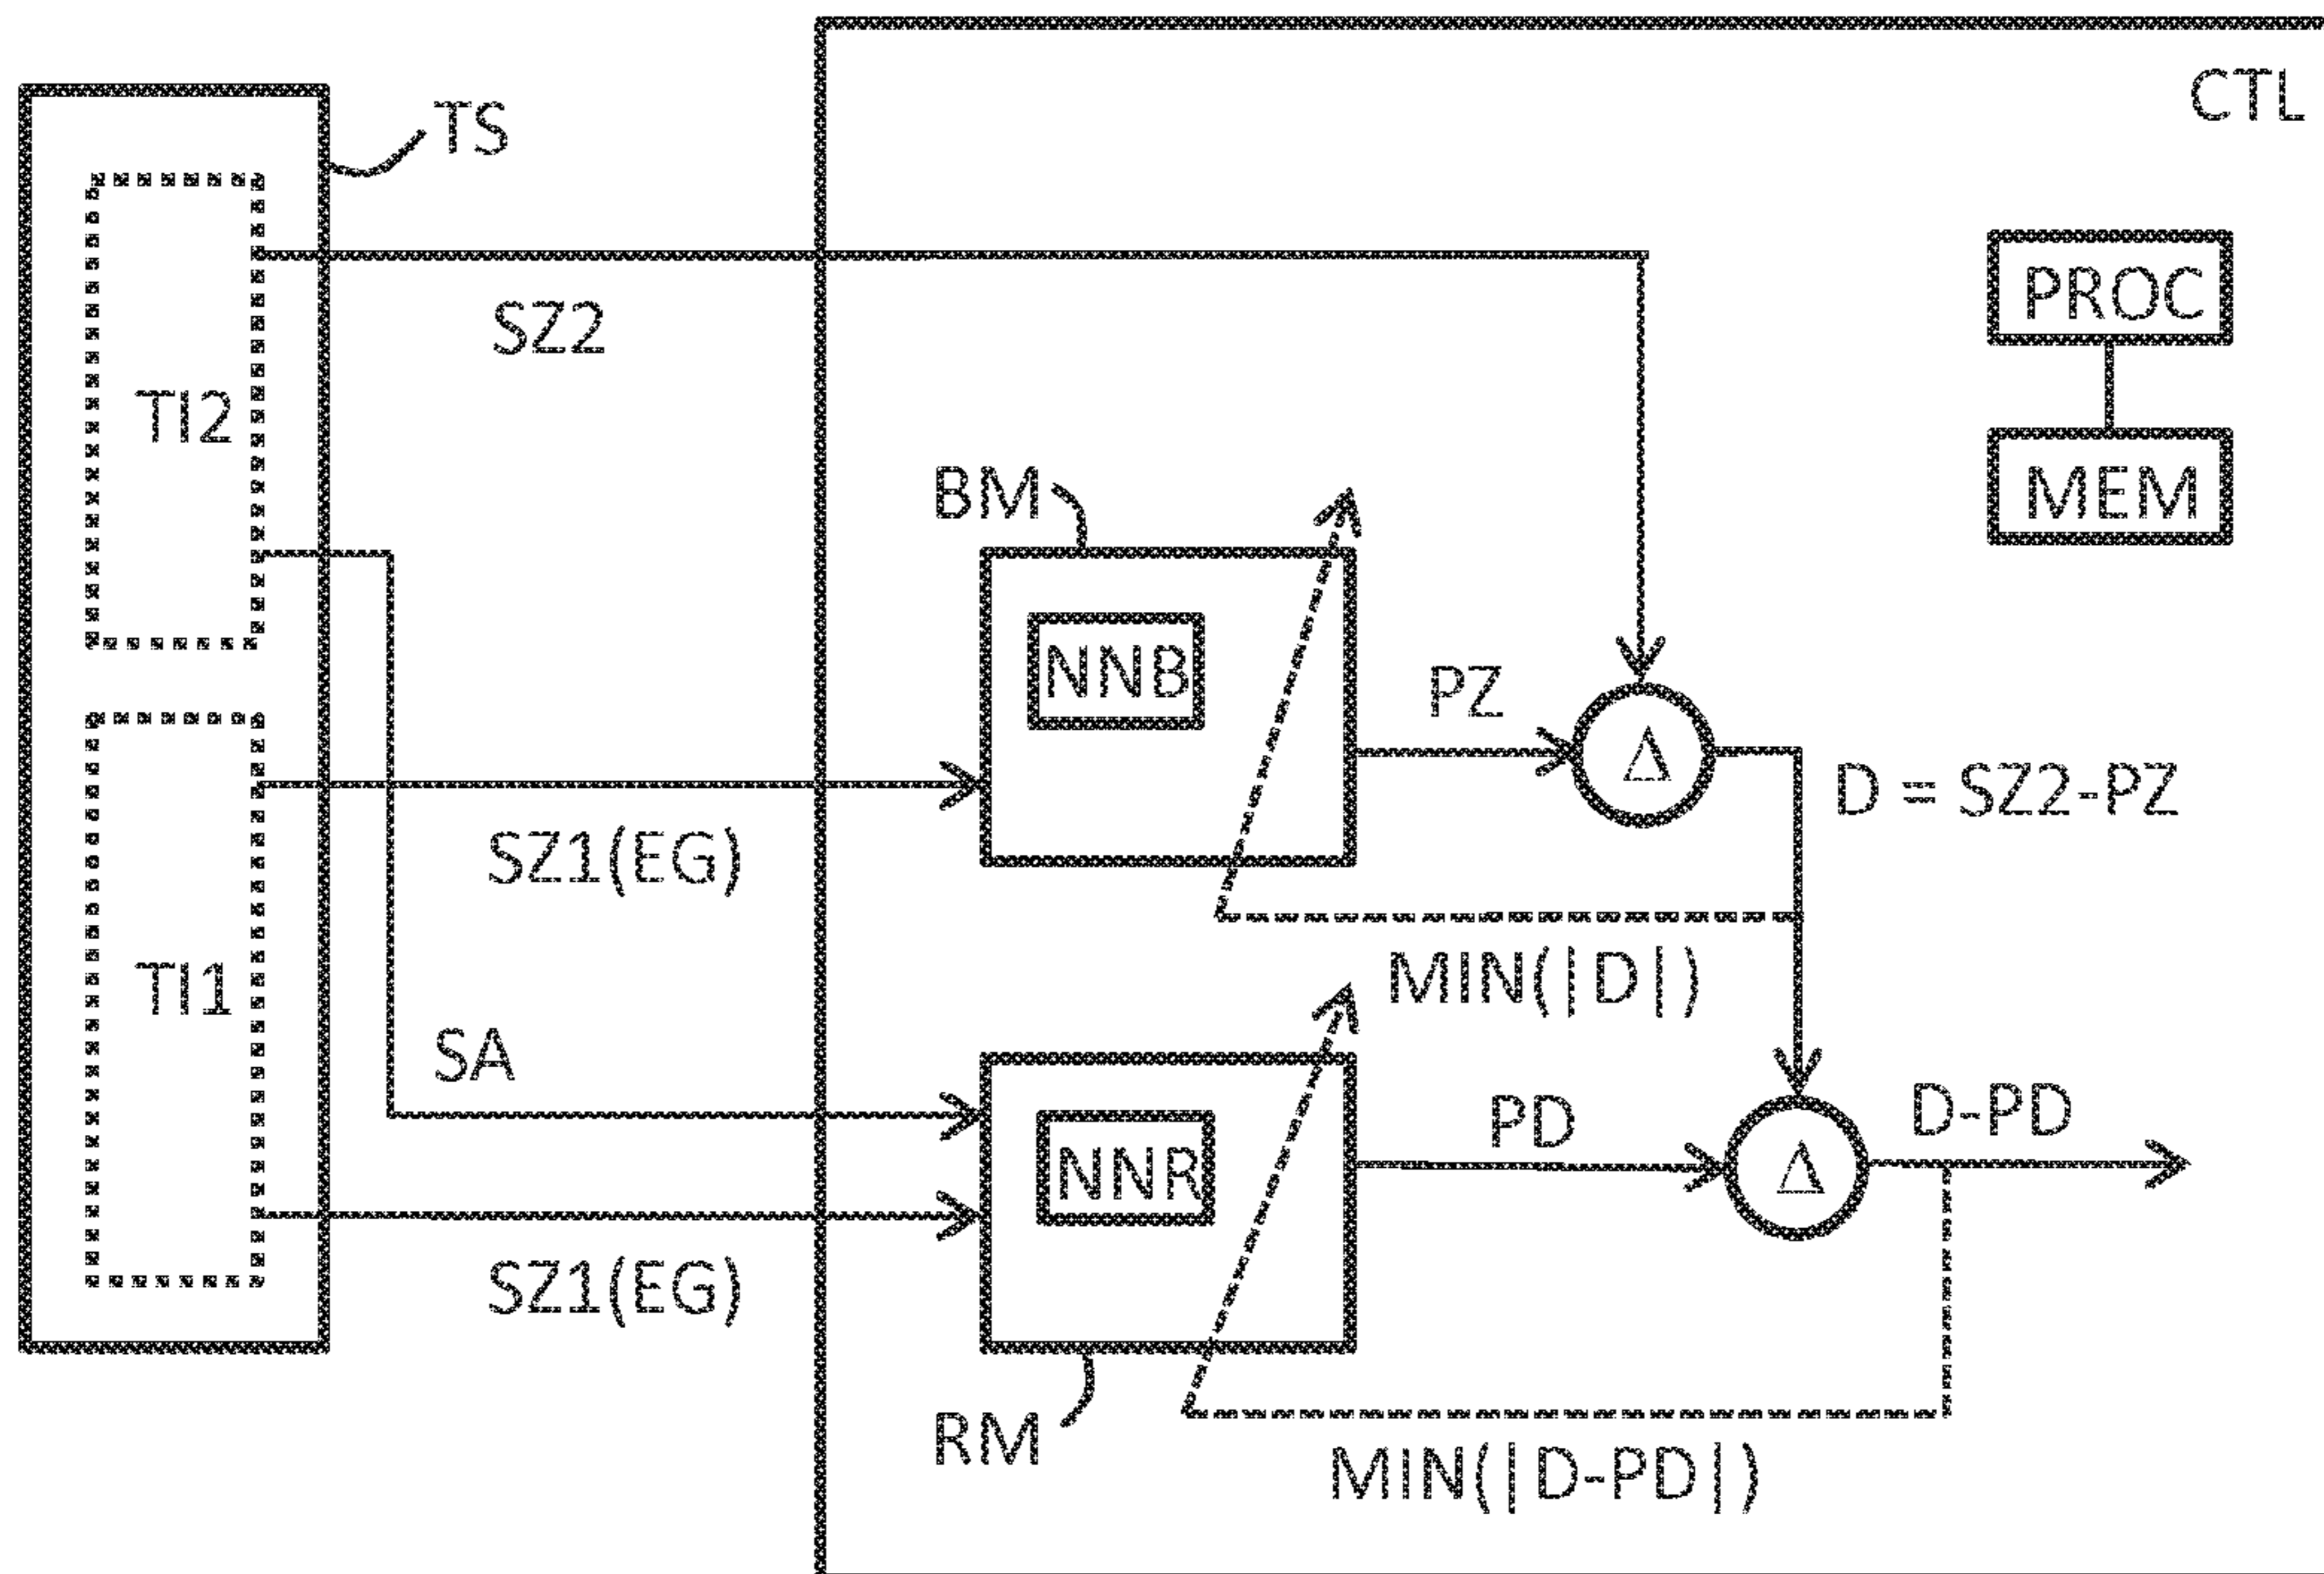 CTL
TS
SZ2
PROC
TI2
MEM
BM
NNB
PZ
Δ
D = SZ2-PZ
SZ1(EG)
MIN(|D|)
TI1
SA
NNR
PD
Δ
D-PD
SZ1(EG)
RM
MIN(|D-PD|)